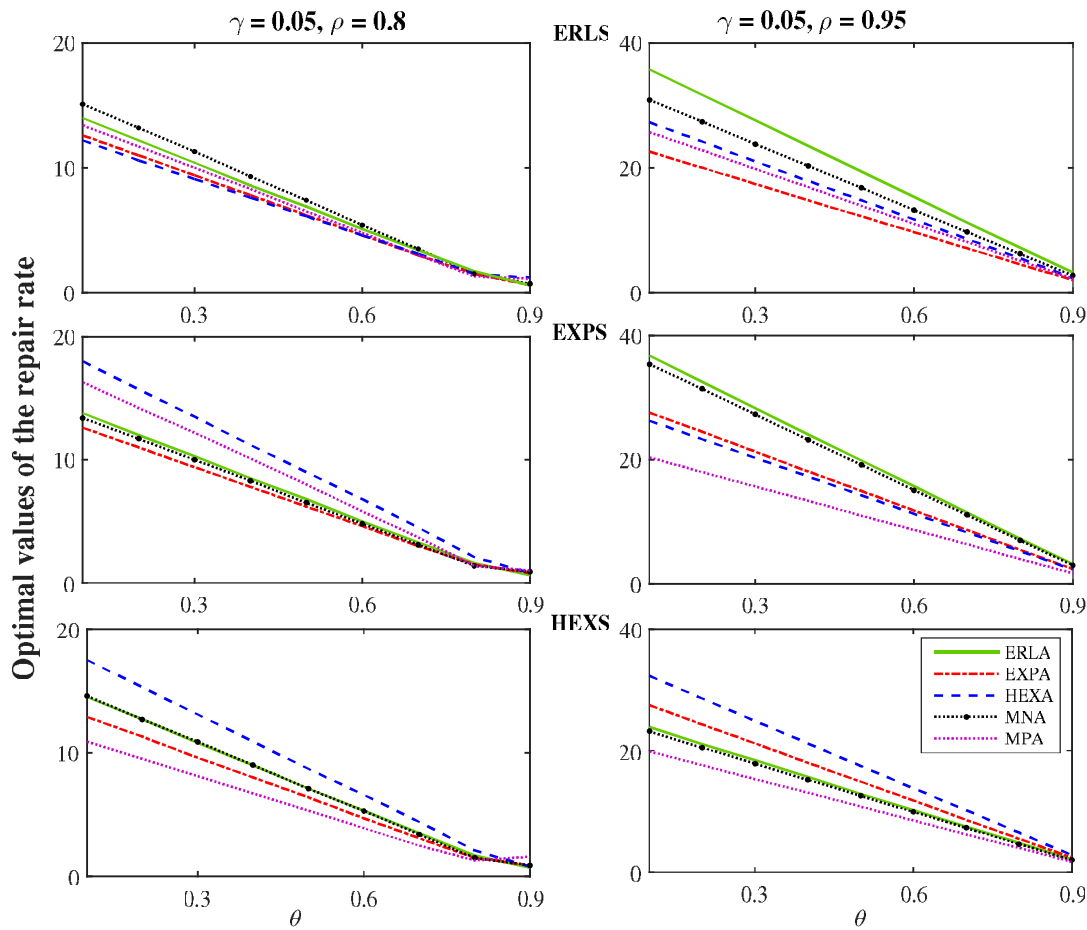 γ = 0.05, ρ = 0.8
γ = 0.05, ρ = 0.95
Optimal values of the repair rate
ERLS
20
10
0
0.3
0.6
0.9
40
20
0
0.3
0.6
0.9
EXPS
20
10
0
0.3
0.6
0.9
40
20
0
0.3
0.6
0.9
HEXS
20
10
0
0.3
0.6
0.9
θ
40
20
0
0.3
0.6
0.9
θ
ERLA
EXPA
HEXA
MNA
MPA